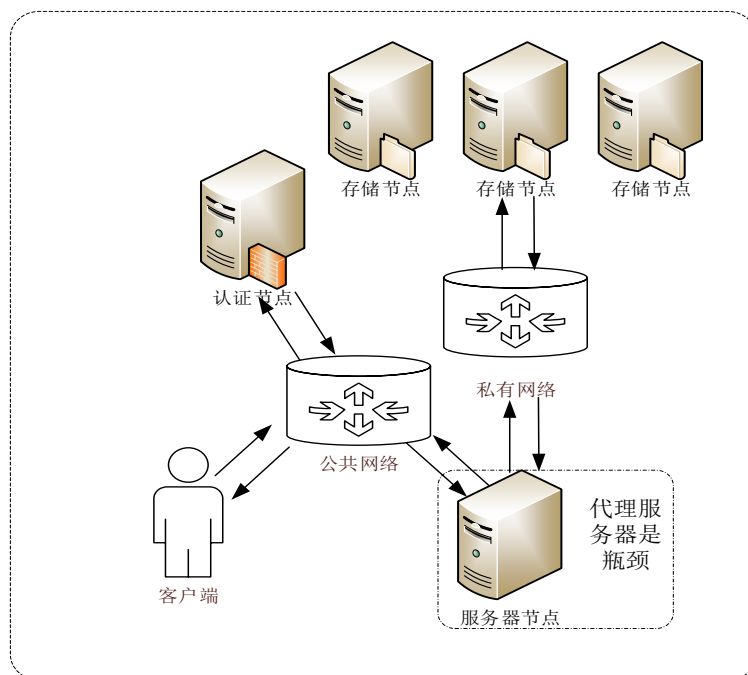 存储节点
存储节点
存储节点
认证节点
私有网络
公共网络
代理服
务器是
瓶颈
客户端
服务器节点